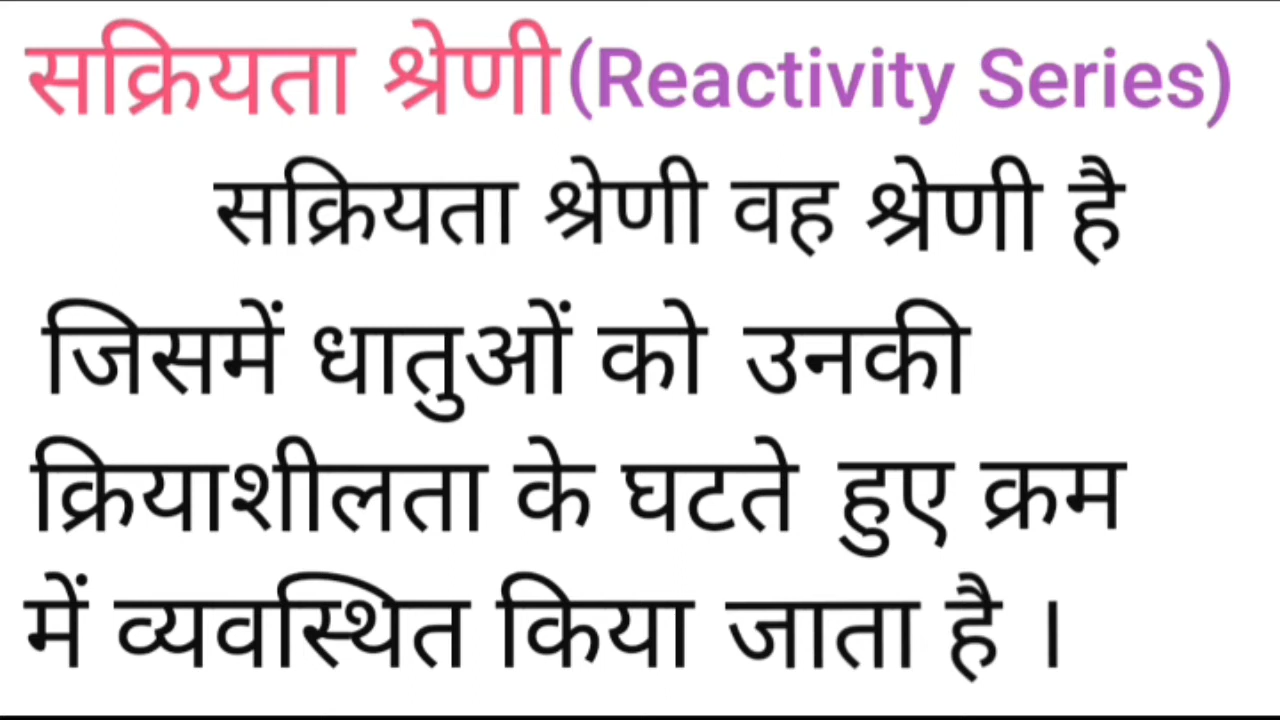 सक्रियता श्रेणी(Reactivity Series)
सक्रियता श्रेणी वह श्रेणी है
जिसमें धातुओं को उनकी
क्रियाशीलता के घटते हुए क्रम
में व्यवस्थित किया जाता है ।